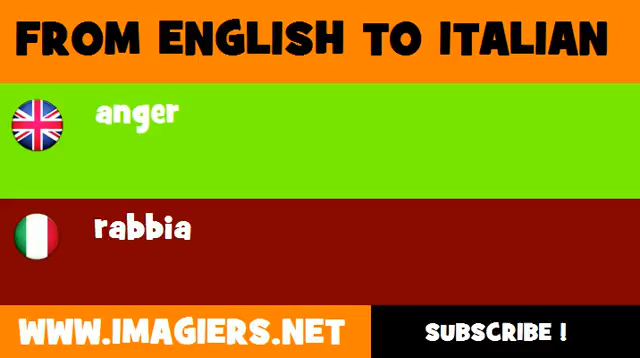 FROM ENGLISH TO ITALIAN
anger
rabbia
WWW.IMAGIERS.NET
SUBSCRIBE !